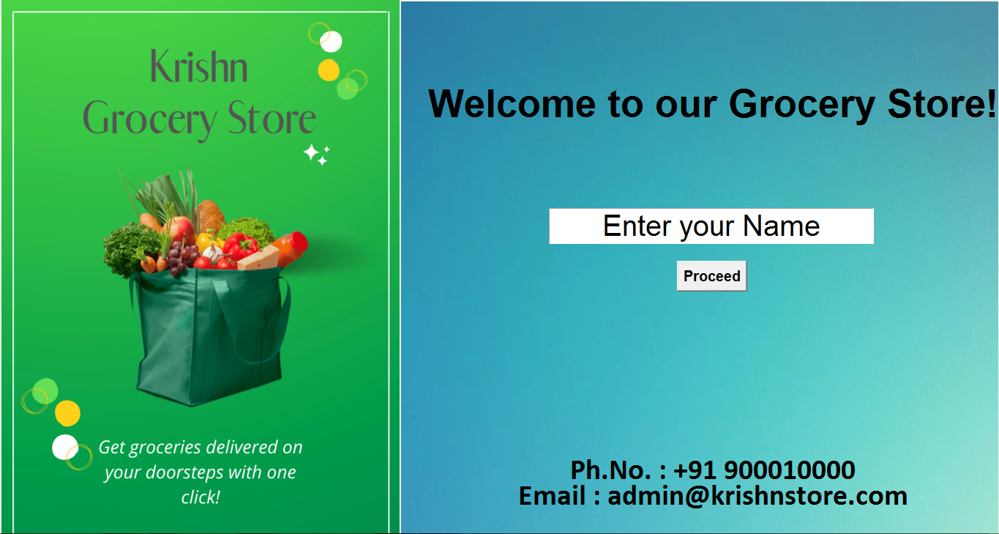 Krishn
Grocery Store
Get groceries delivered on
your doorsteps with one
click!
Welcome to our Grocery Store!
Enter your Name
Proceed
Ph.No. : +91 900010000
Email : admin@krishnstore.com